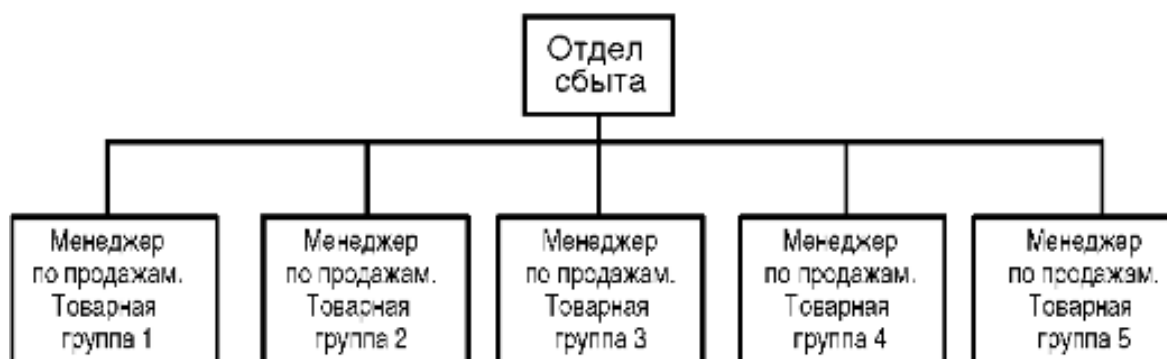 Отдел
сбыта
Менеджер
по продажам.
Товарная
группа 1
Менеджер
по продажам.
Товарная
группа 2
Менеджер
по продажам.
Товарная
группа 3
Менеджер
по продажам.
Товарная
группа 4
Менеджер
по продажам.
Товарная
группа 5